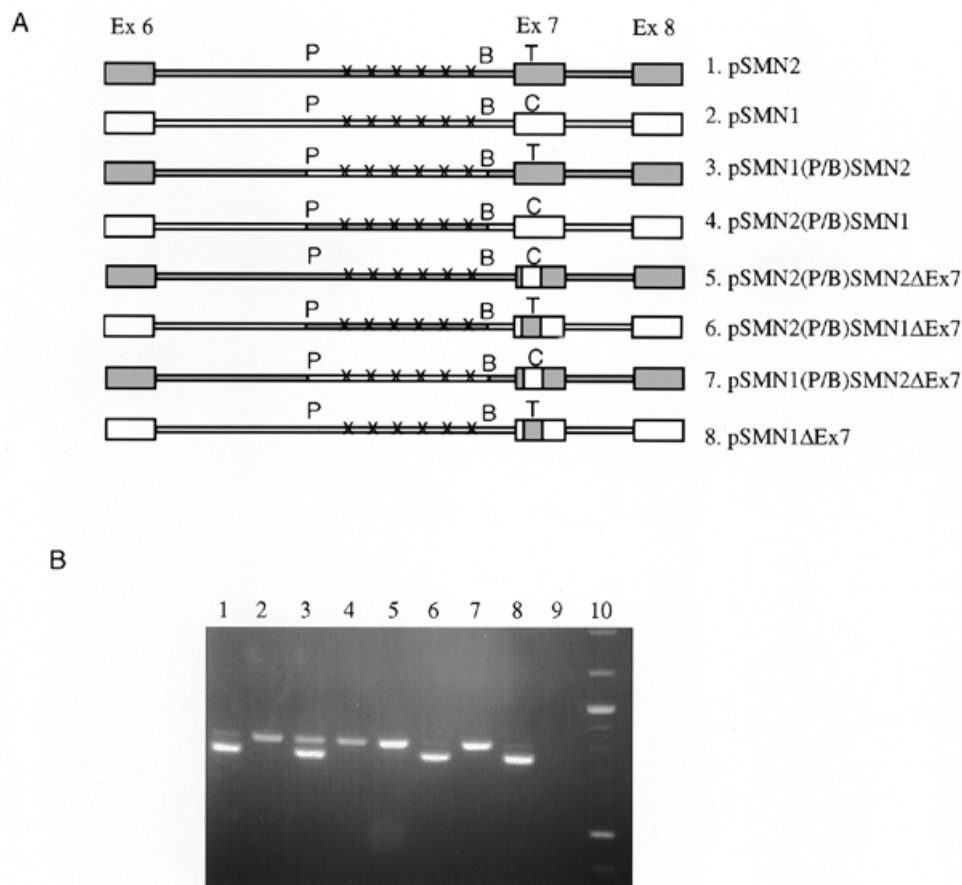 A
Ex 6 Ex 7 Ex 8
P B T
1. pSMN2
P B C
2. pSMN1
P B T
3. pSMN1(P/B)SMN2
P B C
4. pSMN2(P/B)SMN1
P B C
5. pSMN2(P/B)SMN2ΔEx7
P B T
6. pSMN2(P/B)SMN1ΔEx7
P B C
7. pSMN1(P/B)SMN2ΔEx7
P B T
8. pSMN1ΔEx7
B
1 2 3 4 5 6 7 8 9 10